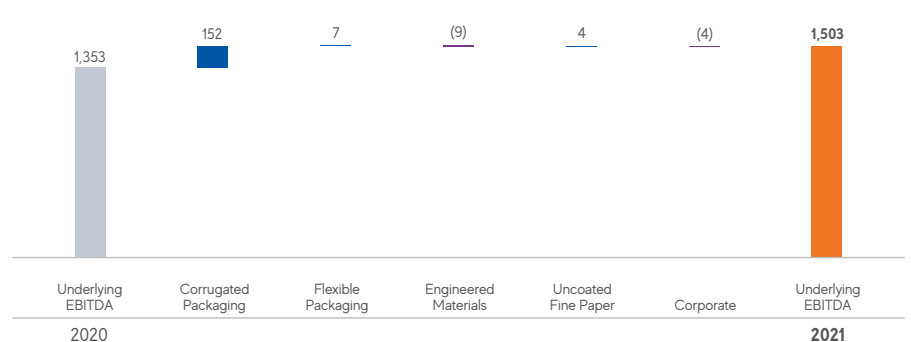 152
7
(9)
4
(4)
1,503
1,353
Underlying
EBITDA
Corrugated
Packaging
Flexible
Packaging
Engineered
Materials
Uncoated
Fine Paper
Corporate
Underlying
EBITDA
2020
2021